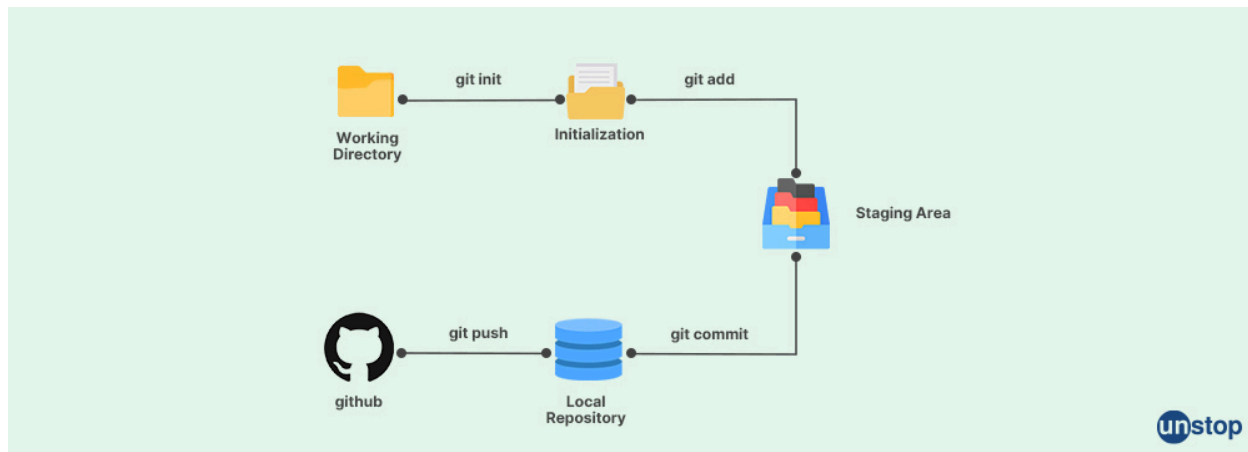 git init
git add
Working
Directory
Initialization
Staging Area
git push
git commit
github
Local
Repository
unstop